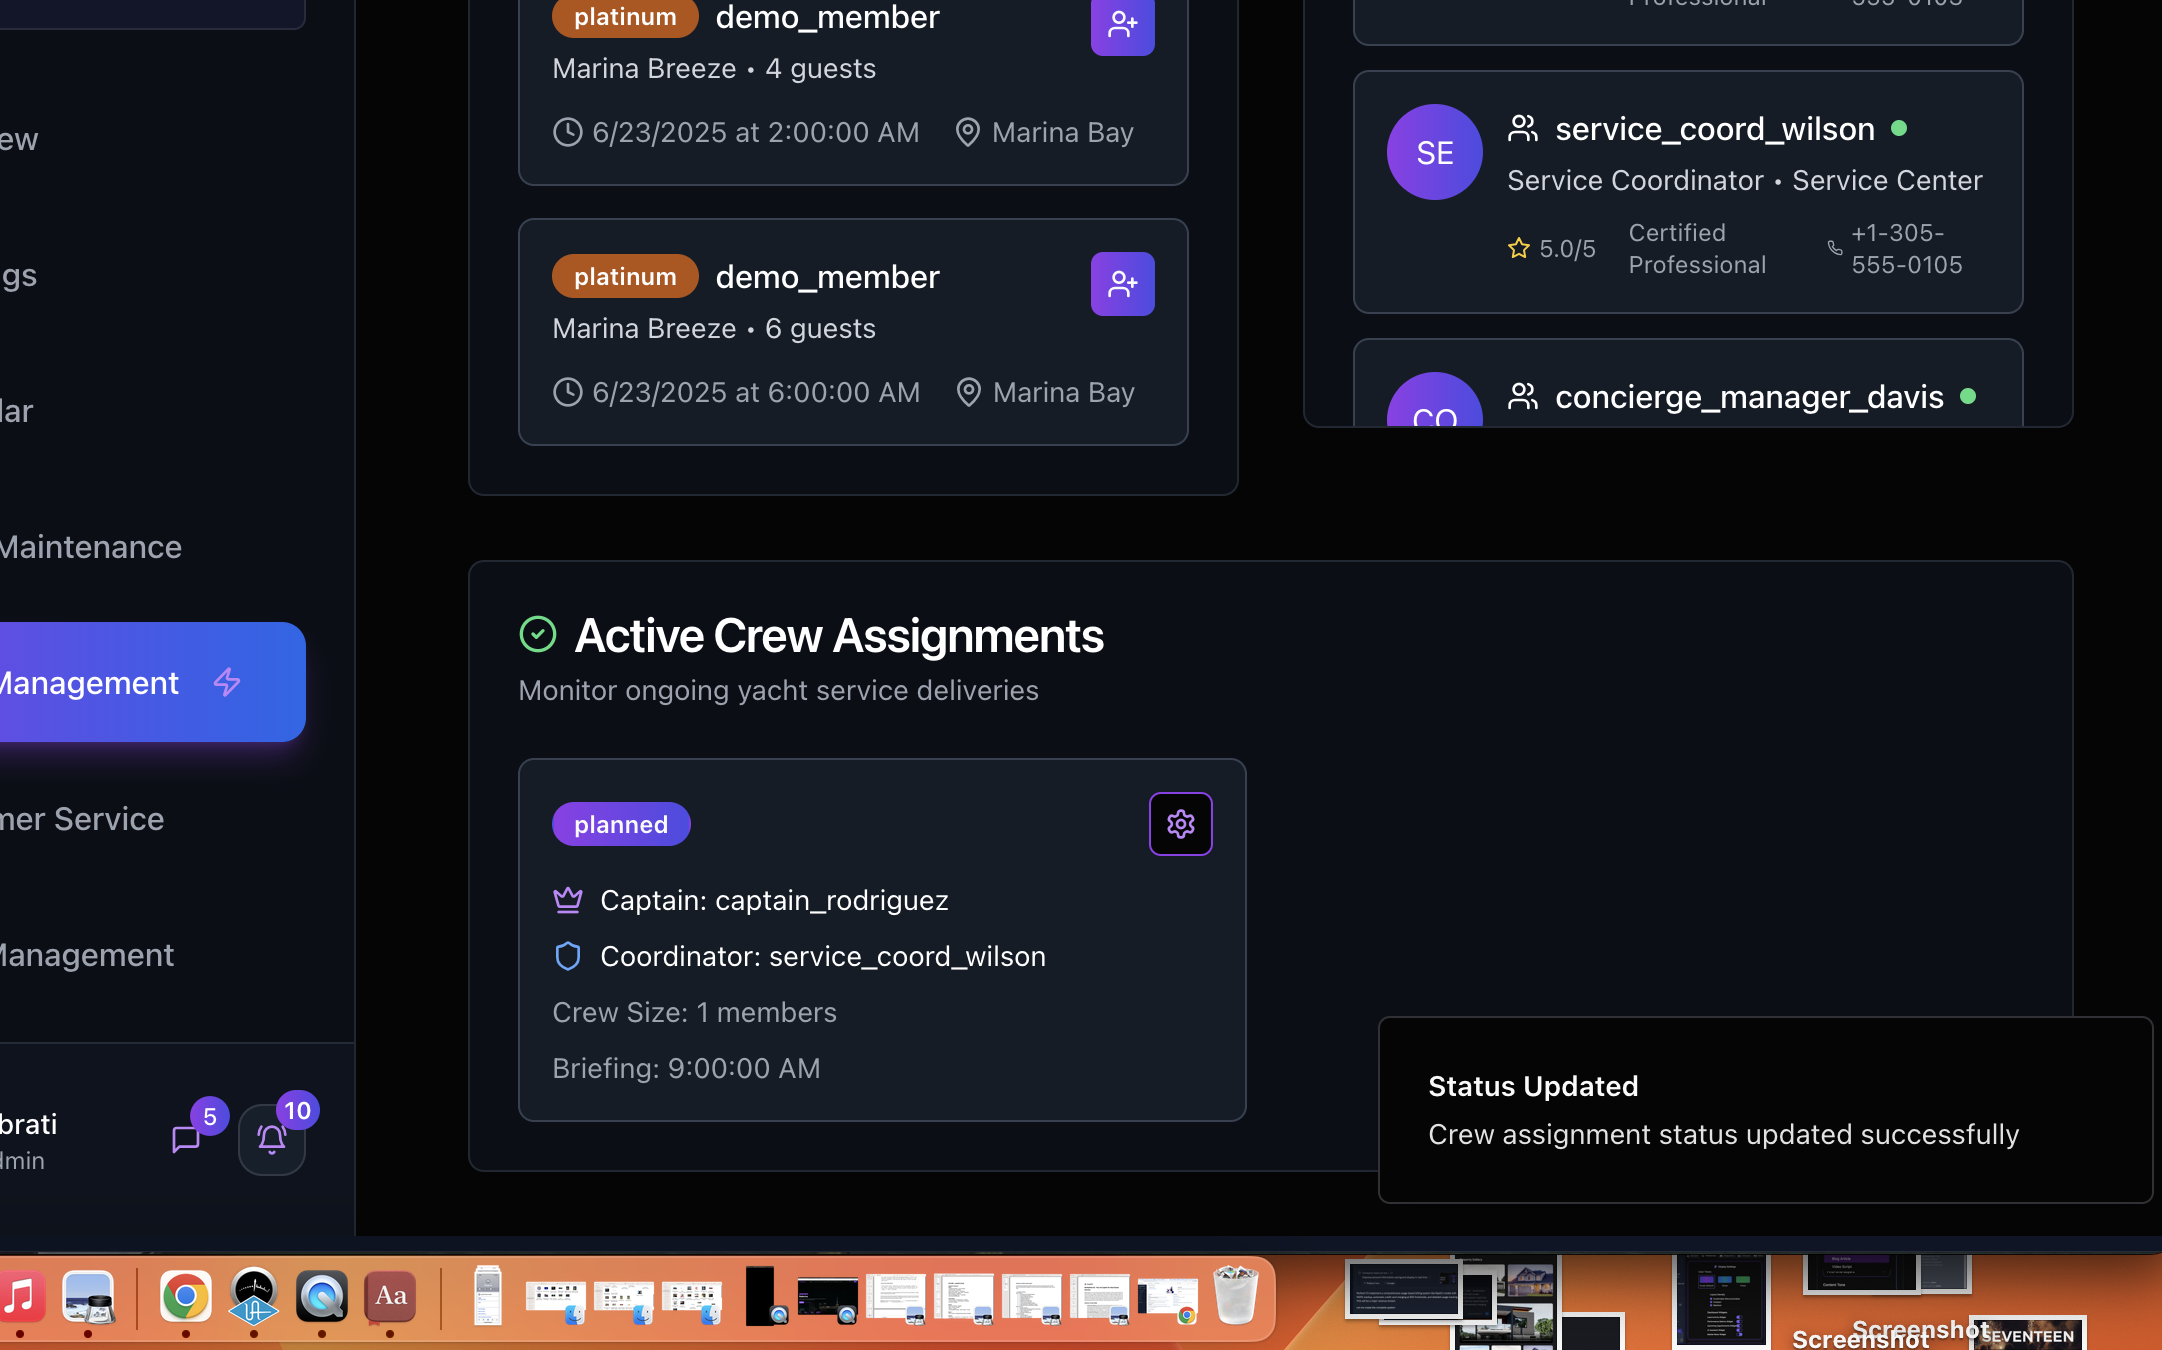 ew
gs
lar
Maintenance
Management
mer Service
Management
brati
dmin
5
10
platinum demo_member
Marina Breeze • 4 guests
6/23/2025 at 2:00:00 AM Marina Bay
platinum demo_member
Marina Breeze • 6 guests
6/23/2025 at 6:00:00 AM Marina Bay
Professional 555-0105
SE
service_coord_wilson
Service Coordinator • Service Center
5.0/5
Certified
Professional
+1-305-
555-0105
CO
concierge_manager_davis
Active Crew Assignments
Monitor ongoing yacht service deliveries
planned
Captain: captain_rodriguez
Coordinator: service_coord_wilson
Crew Size: 1 members
Briefing: 9:00:00 AM
Status Updated
Crew assignment status updated successfully
Aa
Screenshot
Screenshot
SEVENTEEN